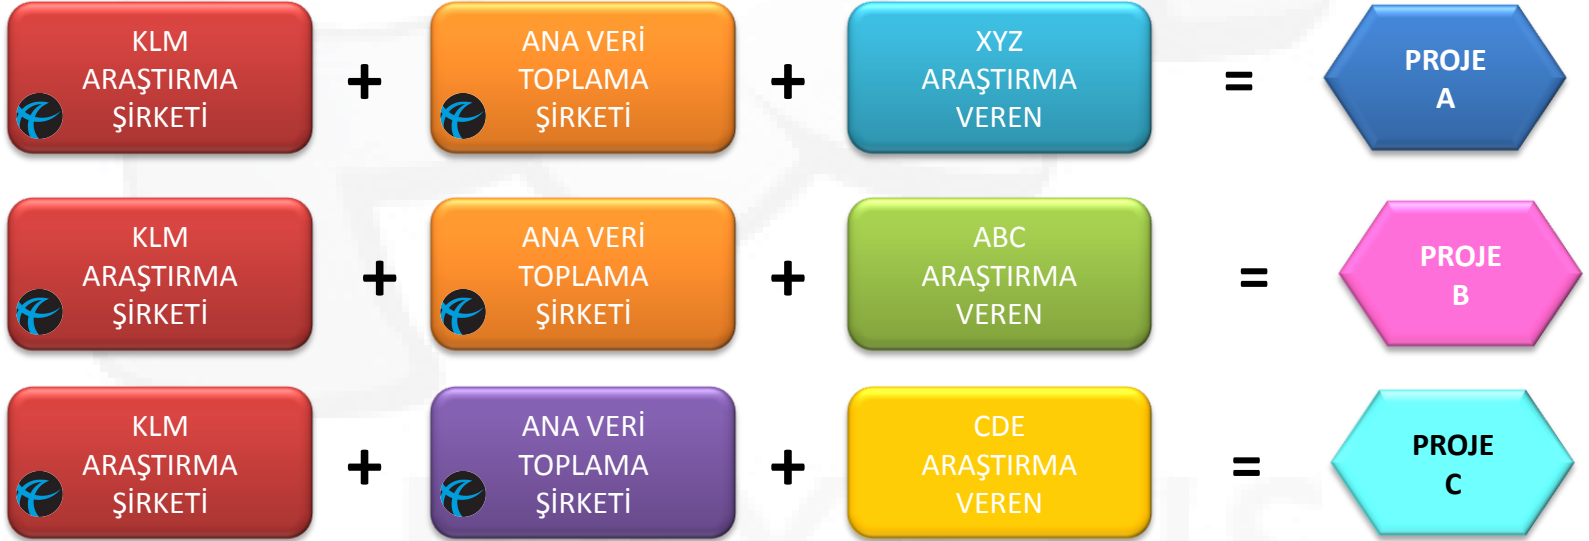 KLM
ARAŞTIRMA
ŞİRKETİ
+
ANA VERİ
TOPLAMA
ŞİRKETİ
+
XYZ
ARAŞTIRMA
VEREN
=
PROJE
A
KLM
ARAŞTIRMA
ŞİRKETİ
+
ANA VERİ
TOPLAMA
ŞİRKETİ
+
ABC
ARAŞTIRMA
VEREN
=
PROJE
B
KLM
ARAŞTIRMA
ŞİRKETİ
+
ANA VERİ
TOPLAMA
ŞİRKETİ
+
CDE
ARAŞTIRMA
VEREN
=
PROJE
C